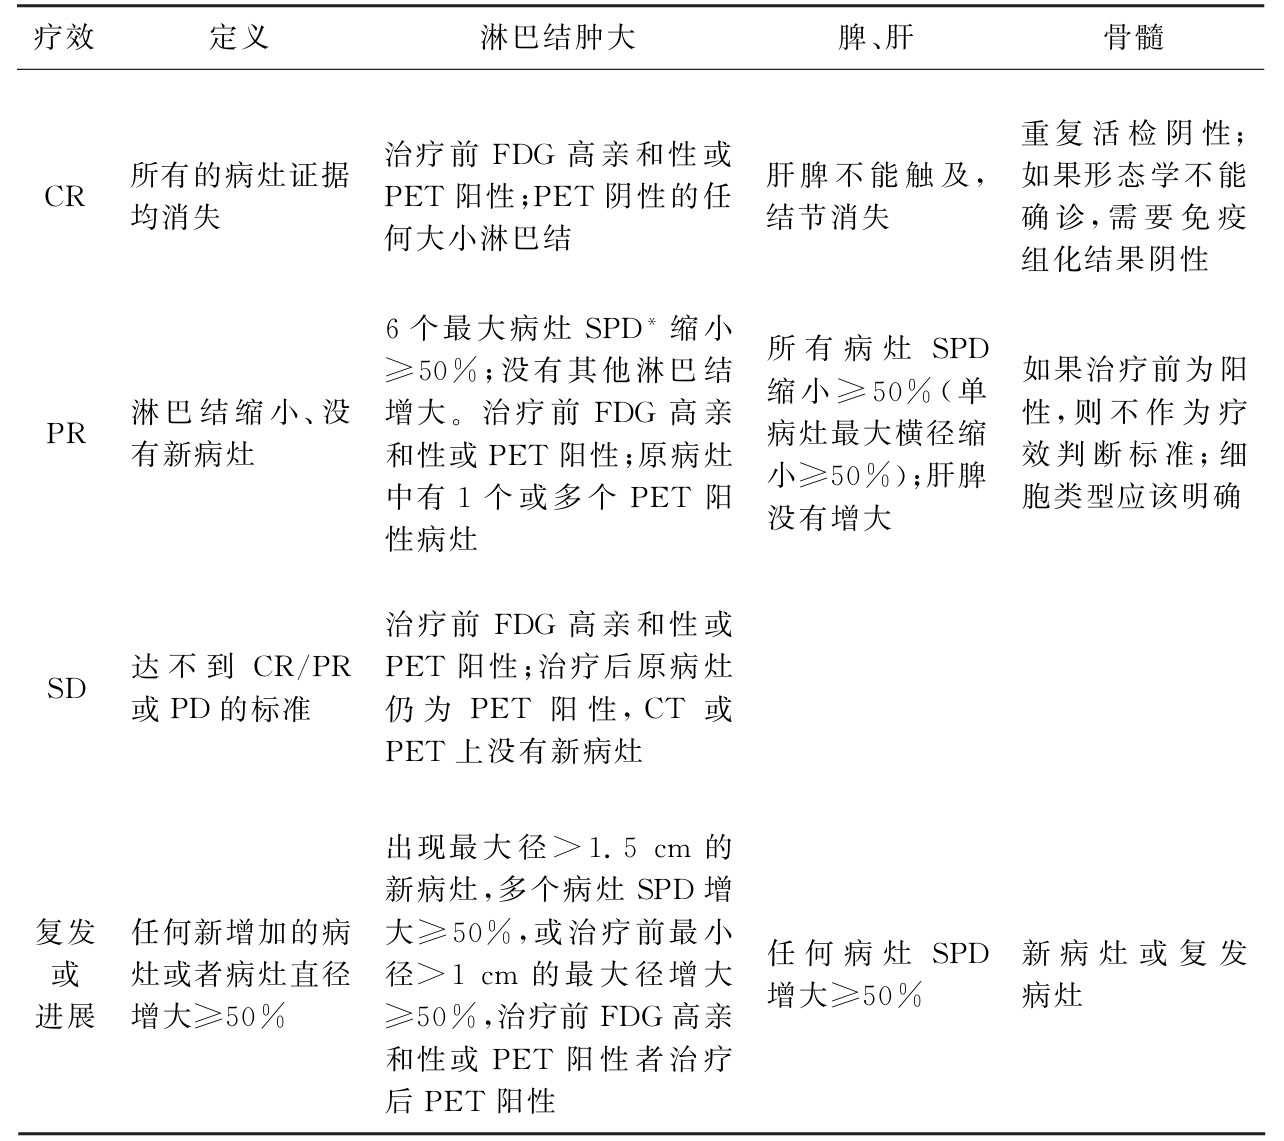 疗效 定义 淋巴结肿大 脾、肝 骨髓
CR
所有的病灶证据
均消失
治疗前 FDG 高亲和性或
PET 阳性;PET 阴性的任
何大小淋巴结
肝脾不能触及,
结节消失
重复活检阴性;
如果形态学不能
确诊,需要免疫
组化结果阴性
PR
淋巴结缩小、没
有新病灶
6 个最大病灶 SPD* 缩小
≥50%;没有其他淋巴结
增大。治疗前 FDG 高亲
和性或 PET 阳性;原病灶
中有 1 个或多个 PET 阳
性病灶
所有病灶 SPD
缩小≥50%(单
病灶最大横径缩
小≥50%);肝脾
没有增大
如果治疗前为阳
性,则不作为疗
效判断标准;细
胞类型应该明确
SD
达不到 CR/PR
或 PD 的标准
治疗前 FDG 高亲和性或
PET 阳性;治疗后原病灶
仍为 PET 阳性,CT 或
PET 上没有新病灶
复发
或
进展
任何新增加的病
灶或者病灶直径
增大≥50%
出现最大径>1.5 cm 的
新病灶,多个病灶 SPD 增
大≥50%,或治疗前最小
径>1 cm 的最大径增大
≥50%,治疗前 FDG 高亲
和性或 PET 阳性者治疗
后 PET 阳性
任何病灶 SPD
增大≥50%
新病灶或复发
病灶